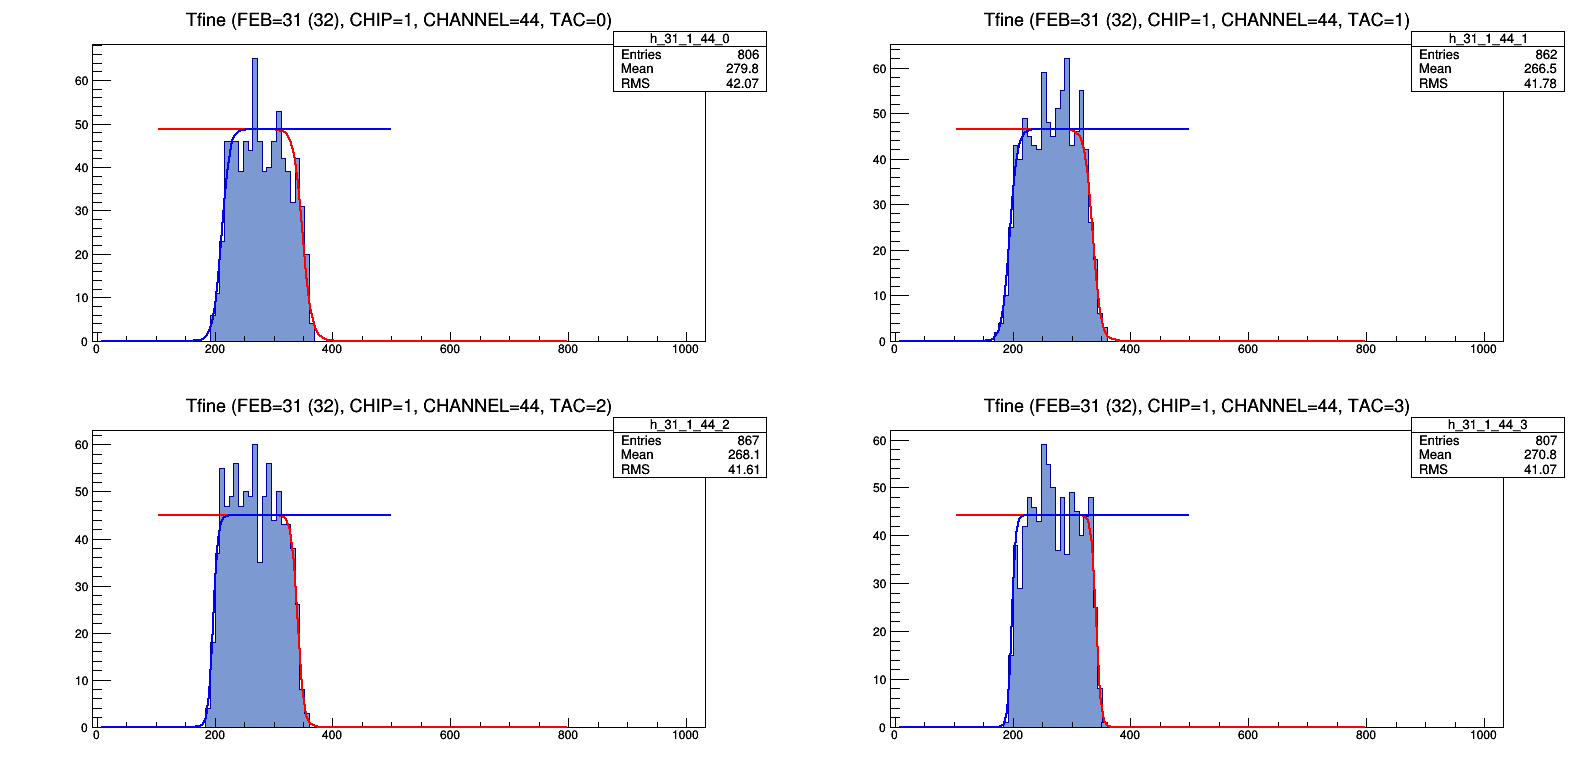 Tfine (FEB=31 (32), CHIP=1, CHANNEL=44, TAC=0)
h_31_1_44_0
Entries 806
Mean 279.8
RMS 42.07
60
50
40
30
20
10
0
0 200 400 600 800 1000
Tfine (FEB=31 (32), CHIP=1, CHANNEL=44, TAC=1)
h_31_1_44_1
Entries 862
Mean 266.5
RMS 41.78
60
50
40
30
20
10
0
0 200 400 600 800 1000
Tfine (FEB=31 (32), CHIP=1, CHANNEL=44, TAC=2)
h_31_1_44_2
Entries 867
Mean 268.1
RMS 41.61
60
50
40
30
20
10
0
0 200 400 600 800 1000
Tfine (FEB=31 (32), CHIP=1, CHANNEL=44, TAC=3)
h_31_1_44_3
Entries 807
Mean 270.8
RMS 41.07
60
50
40
30
20
10
0
0 200 400 600 800 1000